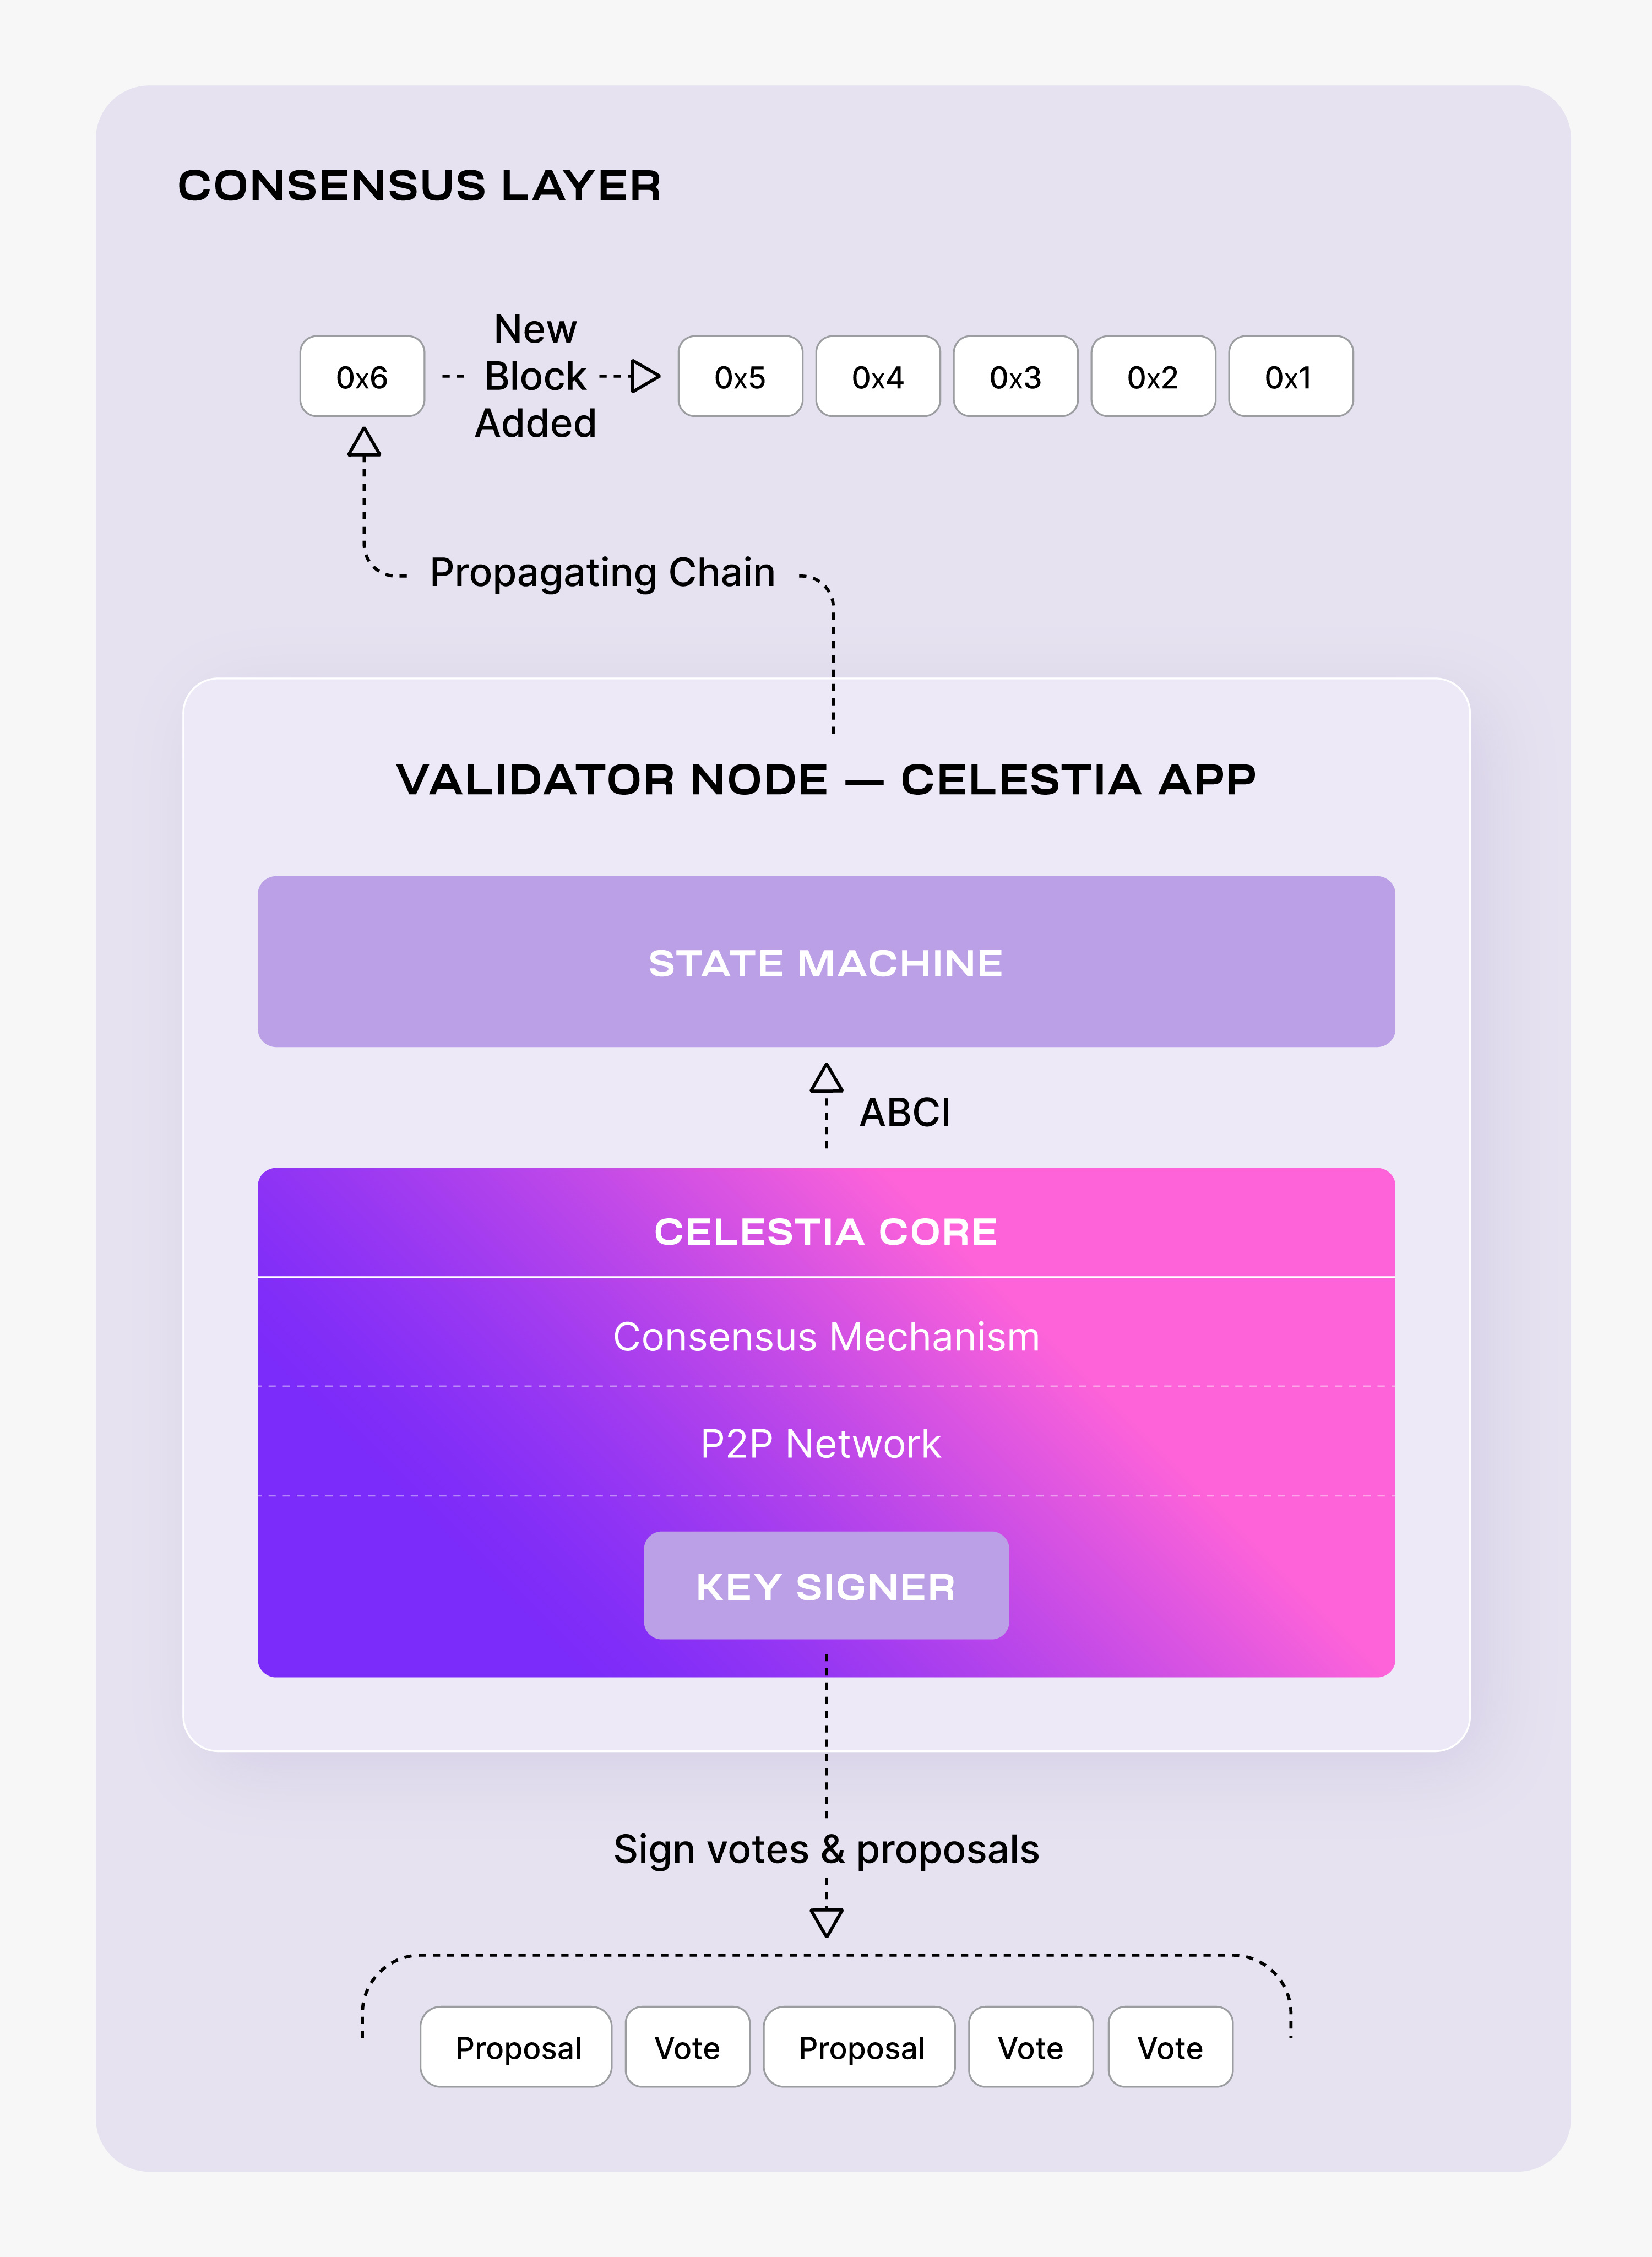 CONSENSUS LAYER
0x6
New
Block
Added
0x5 0x4 0x3 0x2 0x1
Propagating Chain
VALIDATOR NODE — CELESTIA APP
STATE MACHINE
ABCI
CELESTIA CORE
Consensus Mechanism
P2P Network
KEY SIGNER
Sign votes & proposals
Proposal Vote Proposal Vote Vote